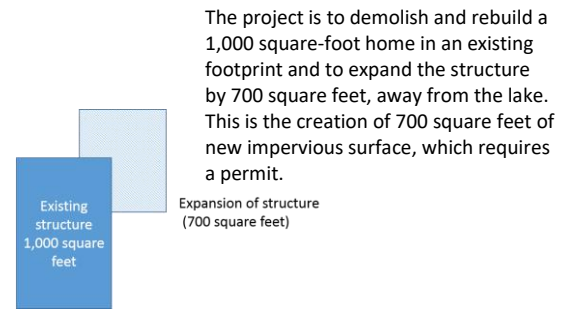 The project is to demolish and rebuild a
1,000 square-foot home in an existing
footprint and to expand the structure
by 700 square feet, away from the lake.
This is the creation of 700 square feet of
new impervious surface, which requires
a permit.
Expansion of structure
(700 square feet)
Existing
structure
1,000 square
feet